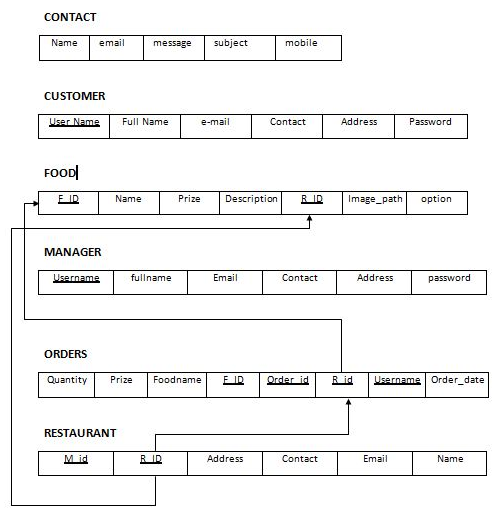 CONTACT
Name email message subject mobile
CUSTOMER
User Name Full Name e-mail Contact Address Password
FOOD
F_ID Name Prize Description R_ID Image_path option
MANAGER
Username fullname Email Contact Address password
ORDERS
Quantity Prize Foodname F_ID Order_id R_id Username Order_date
RESTAURANT
M_id R_ID Address Contact Email Name